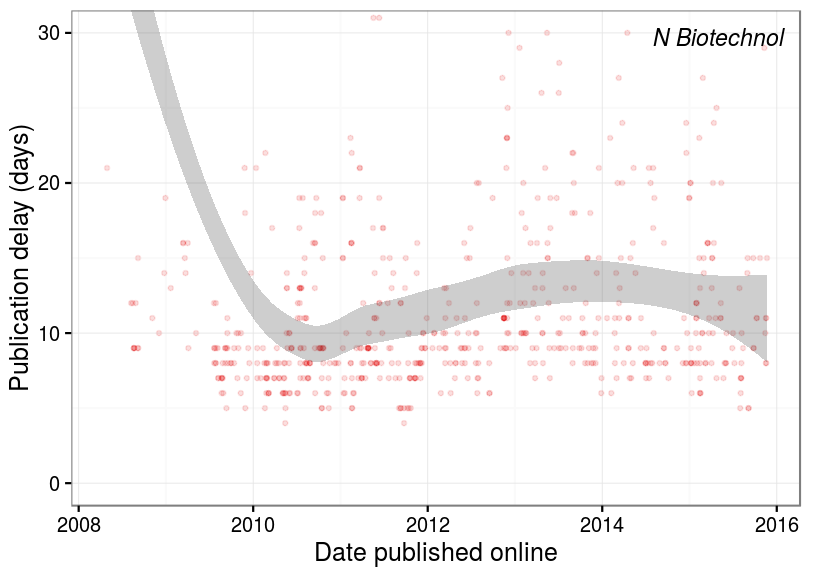 N Biotechnol
30
20
10
0
Publication delay (days)
2008 2010 2012 2014 2016
Date published online